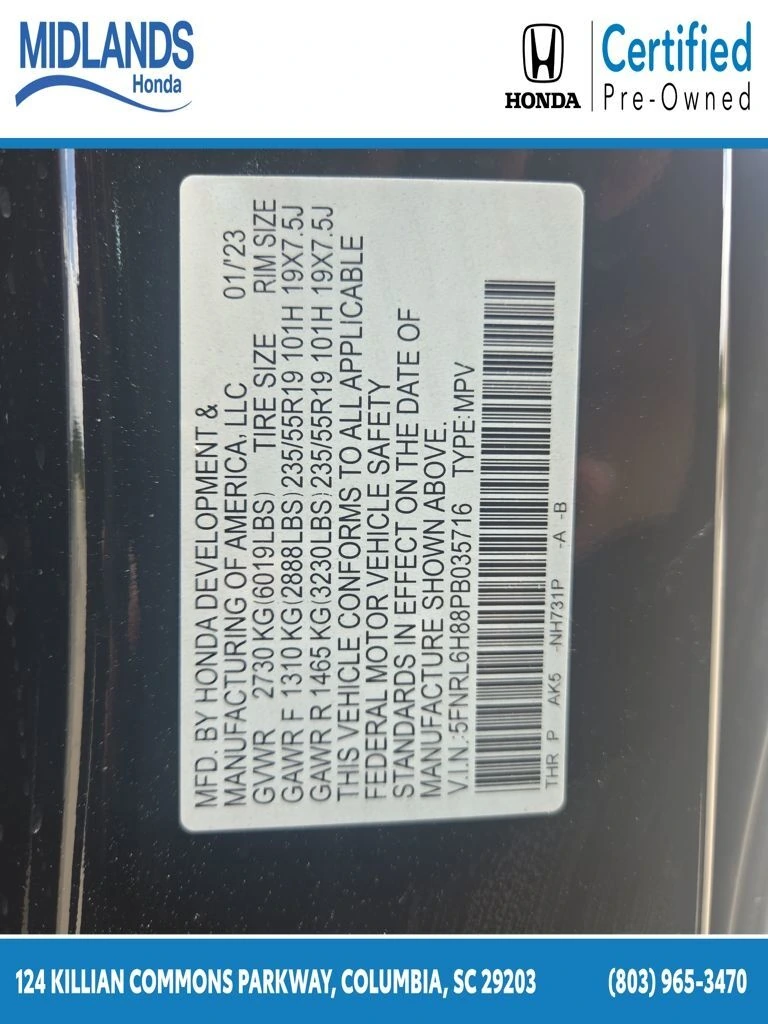 MIDLANDS
Honda
HONDA
Certified
Pre-Owned
MFD. BY HONDA DEVELOPMENT &
MANUFACTURING OF AMERICA, LLC 01/'23
GVWR 2730 KG(6019LBS) TIRE SIZE RIM SIZE
GAWR F 1310 KG(2888LBS)235/55R19 101H 19X7.5J
GAWR R 1465 KG(3230LBS)235/55R19 101H 19X7.5J
THIS VEHICLE CONFORMS TO ALL APPLICABLE
FEDERAL MOTOR VEHICLE SAFETY
STANDARDS IN EFFECT ON THE DATE OF
MANUFACTURE SHOWN ABOVE.
V.I.N.:5FNRL6H88PB035716 TYPE:MPV
THR P AK5 -NH731P -A -B
124 KILLIAN COMMONS PARKWAY, COLUMBIA, SC 29203
(803) 965-3470